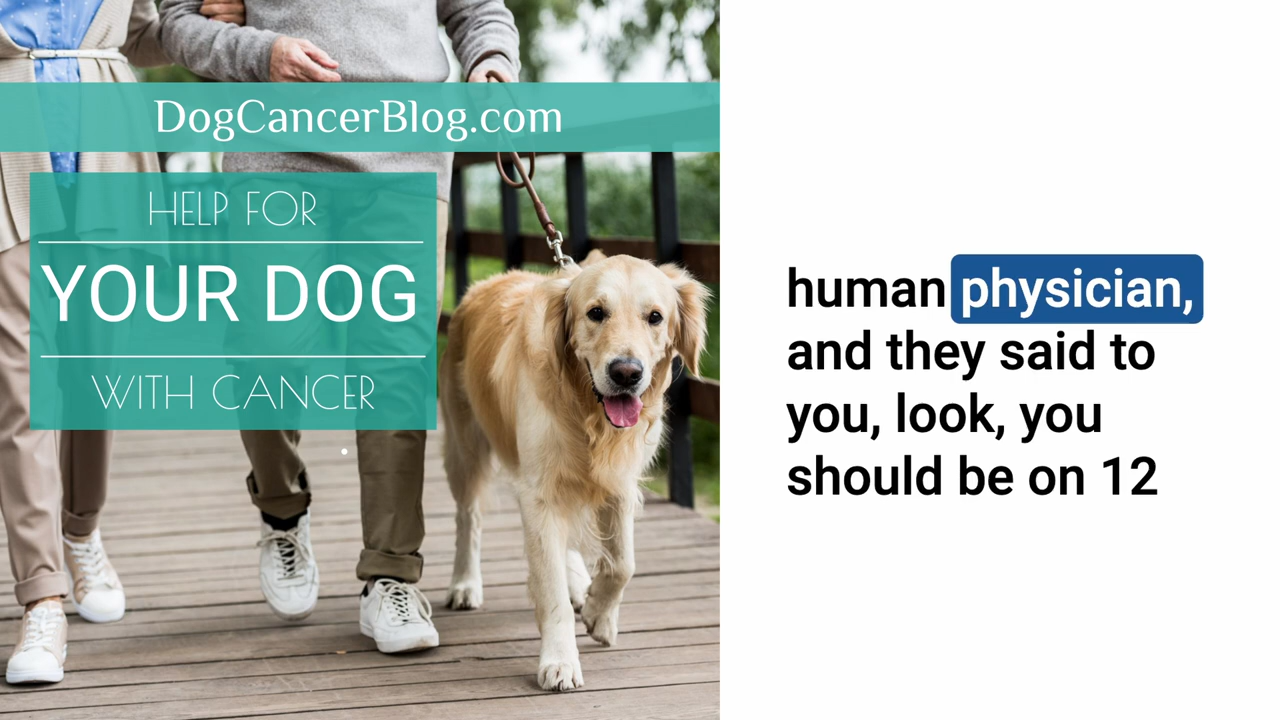 DogCancerBlog.com
HELP FOR
YOUR DOG
WITH CANCER
human physician,
and they said to
you, look, you
should be on 12